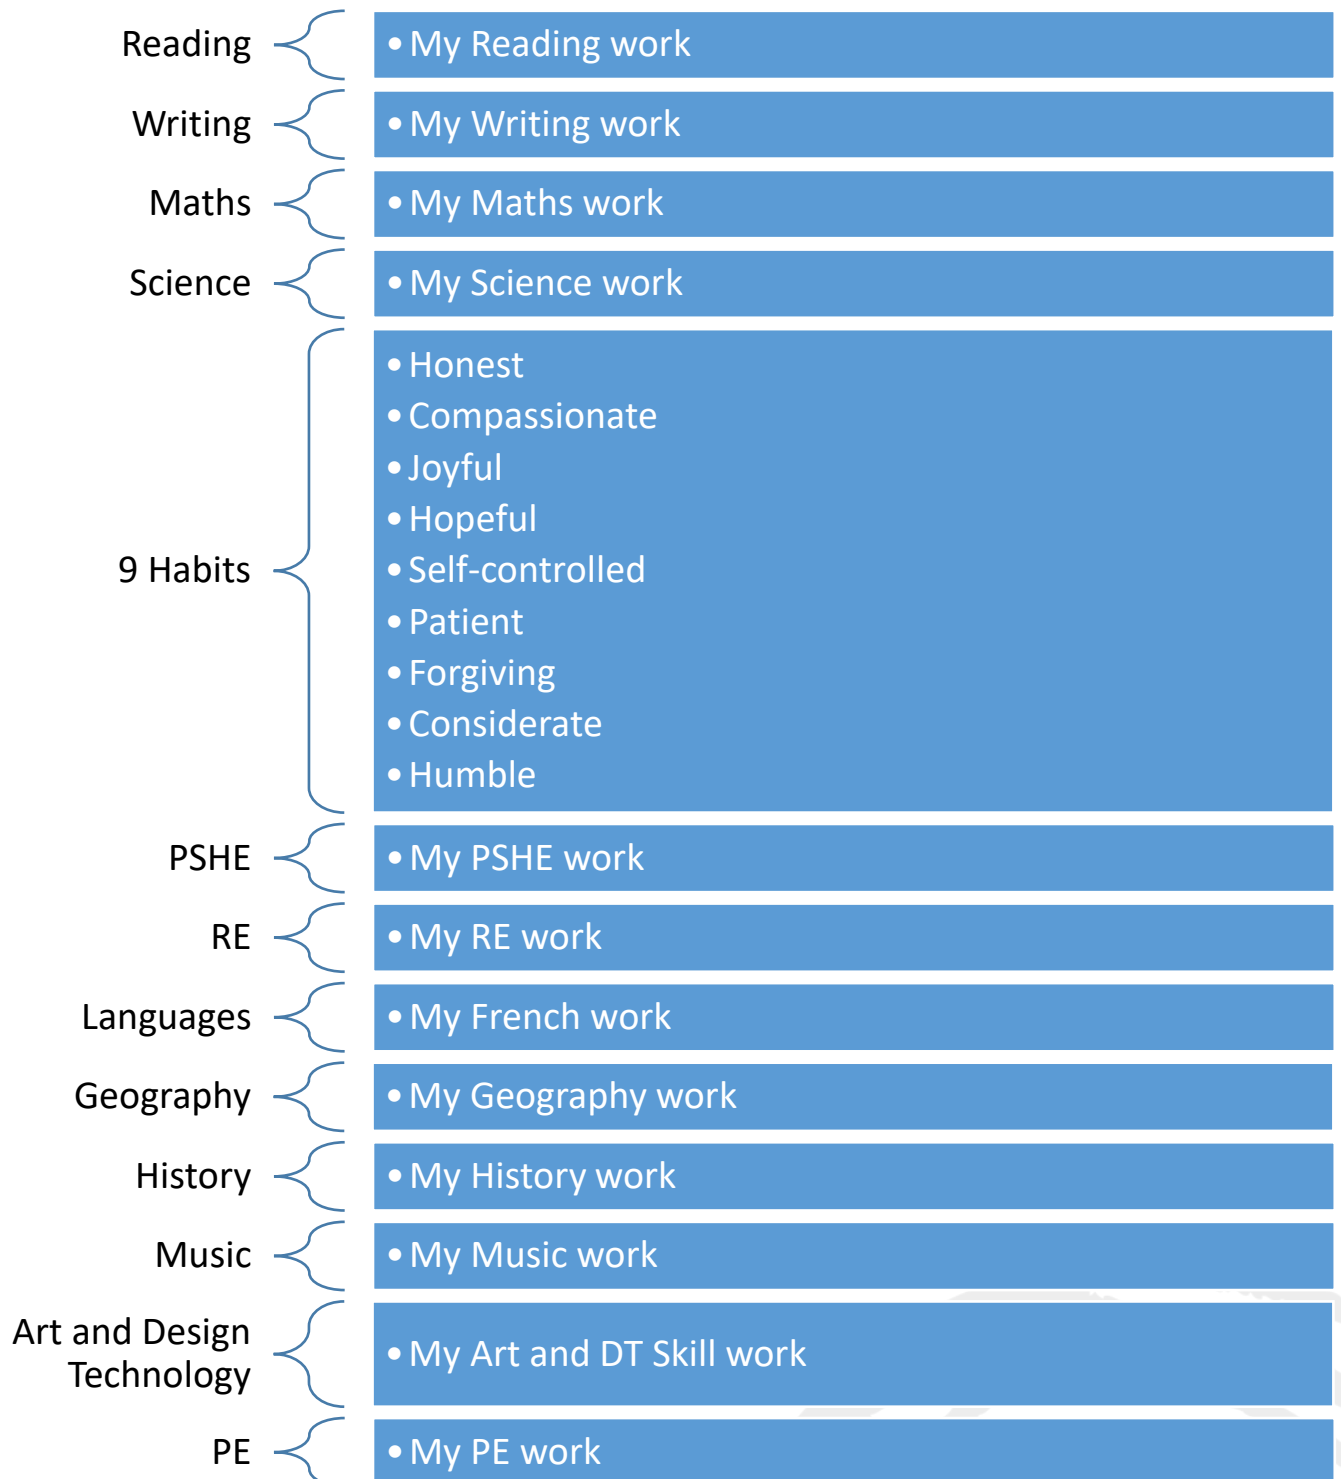 Reading
• My Reading work
Writing
• My Writing work
Maths
• My Maths work
Science
• My Science work
9 Habits
• Honest
• Compassionate
• Joyful
• Hopeful
• Self-controlled
• Patient
• Forgiving
• Considerate
• Humble
PSHE
• My PSHE work
RE
• My RE work
Languages
• My French work
Geography
• My Geography work
History
• My History work
Music
• My Music work
Art and Design
Technology
• My Art and DT Skill work
PE
• My PE work